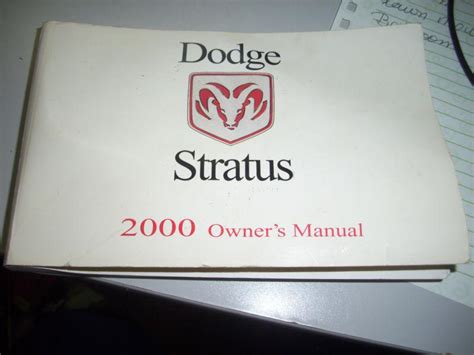 Dodge
Stratus
2000 Owner's Manual